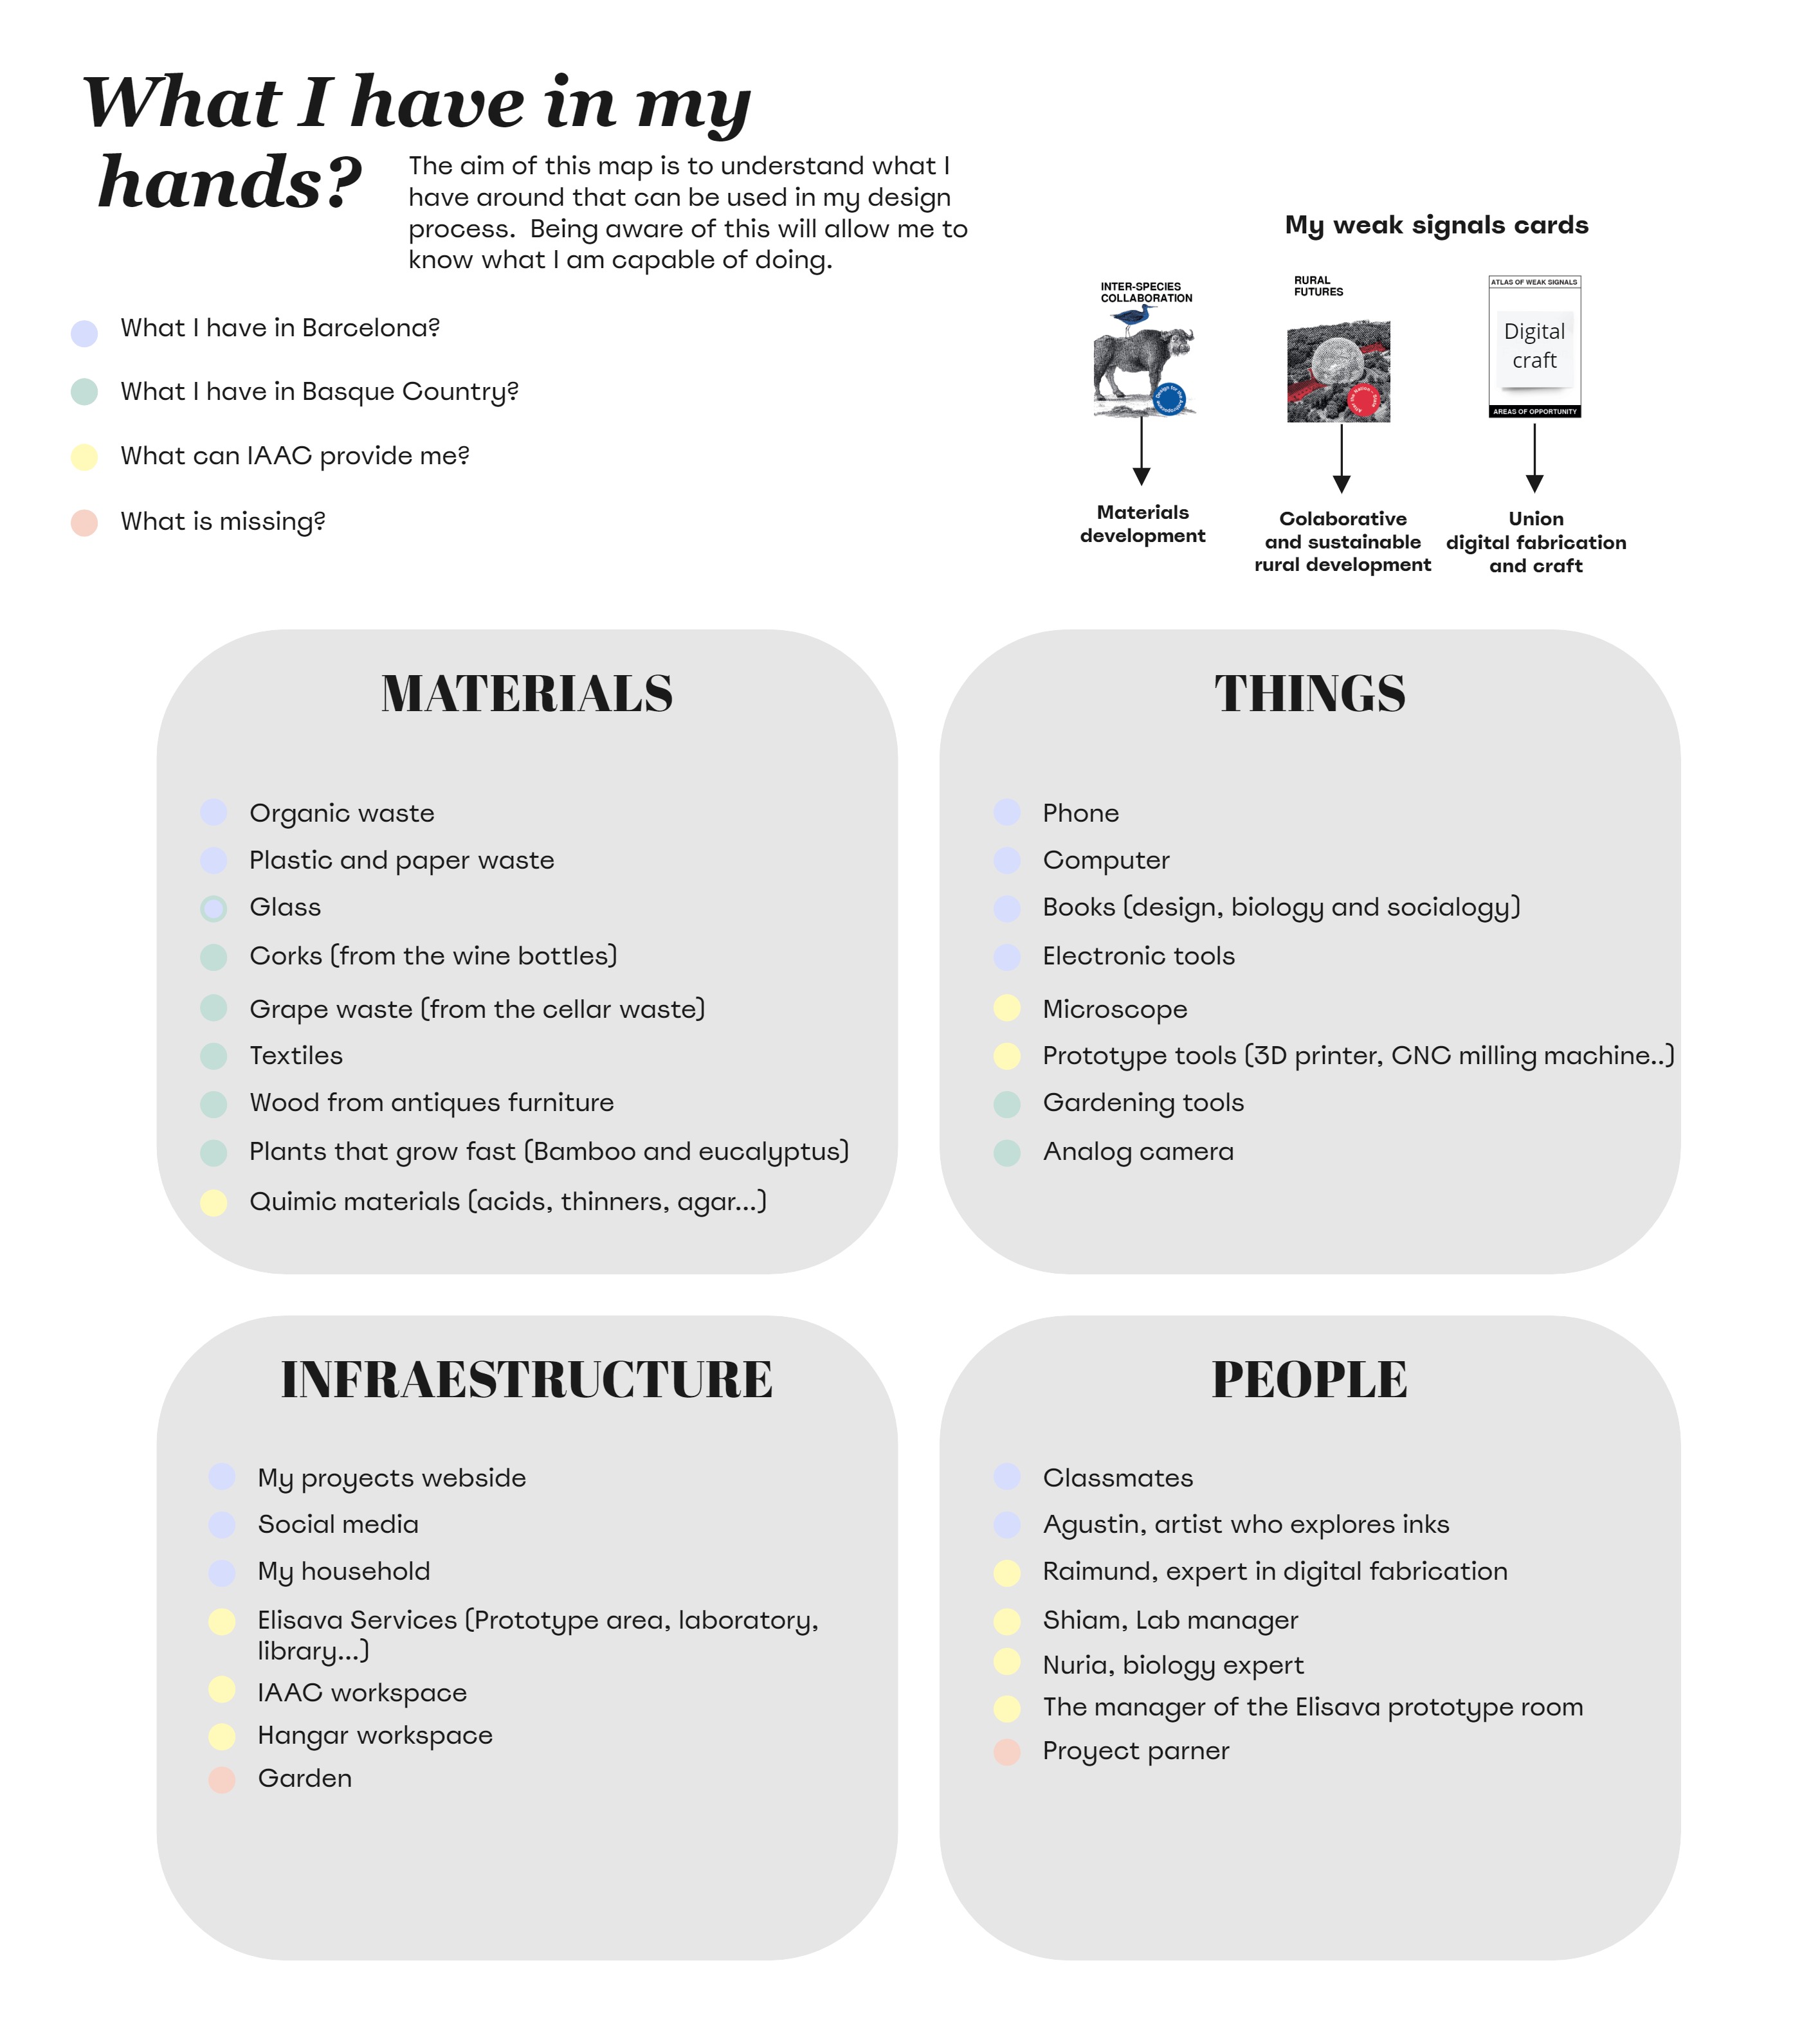 What I have in my
hands?
The aim of this map is to understand what I
have around that can be used in my design
process.  Being aware of this will allow me to
know what I am capable of doing.
What I have in Barcelona?
What I have in Basque Country?
What can IAAC provide me?
What is missing?
My weak signals cards
INTER-SPECIES
COLLABORATION
RURAL
FUTURES
ATLAS OF WEAK SIGNALS
Digital
craft
AREAS OF OPPORTUNITY
Materials
development
Colaborative
and sustainable
rural development
Union
digital fabrication
and craft
MATERIALS
Organic waste
Plastic and paper waste
Glass
Corks (from the wine bottles)
Grape waste (from the cellar waste)
Textiles
Wood from antiques furniture
Plants that grow fast (Bamboo and eucalyptus)
Quimic materials (acids, thinners, agar...)
THINGS
Phone
Computer
Books (design, biology and socialogy)
Electronic tools
Microscope
Prototype tools (3D printer, CNC milling machine..)
Gardening tools
Analog camera
INFRAESTRUCTURE
My proyects webside
Social media
My household
Elisava Services (Prototype area, laboratory,
library...)
IAAC workspace
Hangar workspace
Garden
PEOPLE
Classmates
Agustin, artist who explores inks
Raimund, expert in digital fabrication
Shiam, Lab manager
Nuria, biology expert
The manager of the Elisava prototype room
Proyect parner